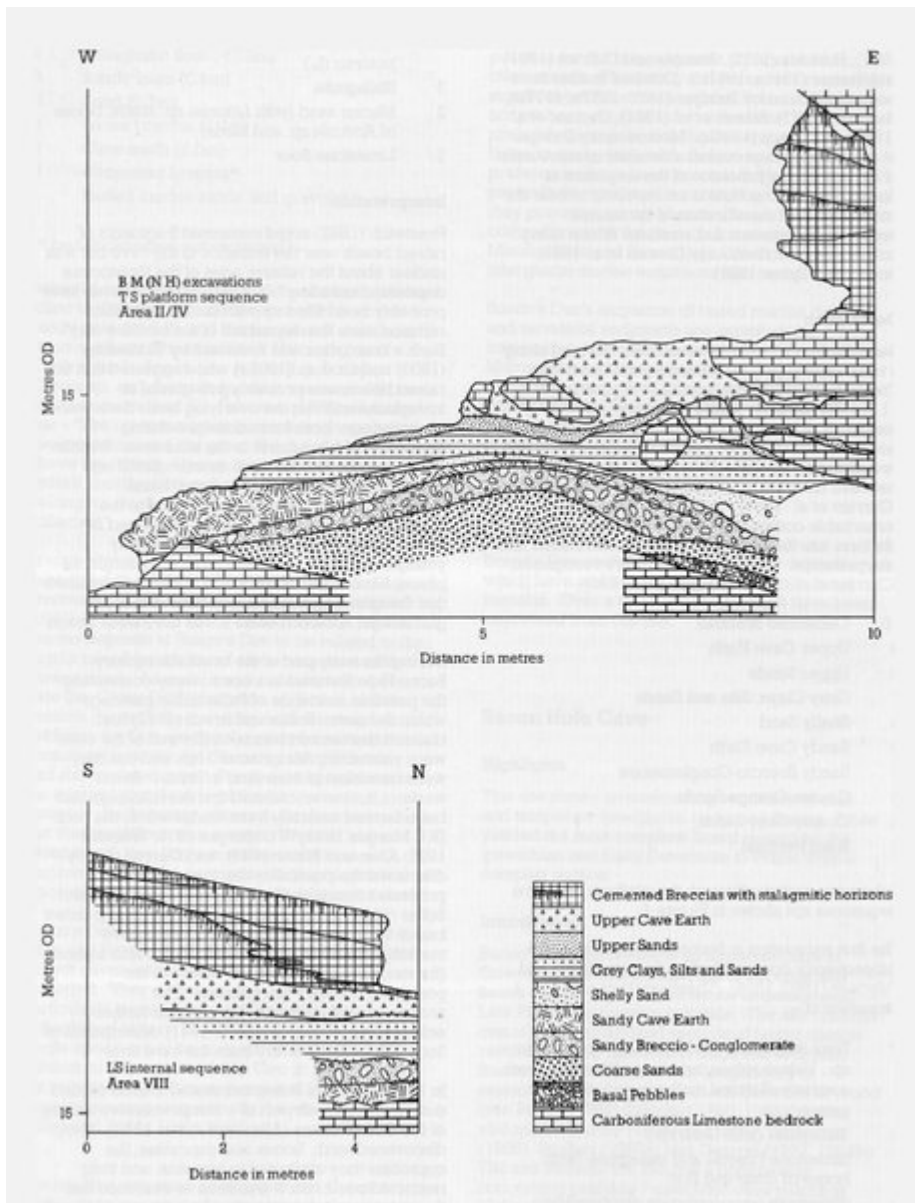 W
E
B M (N H) excavations
T S platform sequence
Area II/IV
Metres OD
15
0
5
10
Distance in metres
S
N
Metres OD
LS internal sequence
Area VIII
15
0
2
4
Distance in metres
Cemented Breccias with stalagmitic horizons
Upper Cave Earth
Upper Sands
Grey Clays, Silts and Sands
Shelly Sand
Sandy Cave Earth
Sandy Breccio - Conglomerate
Coarse Sands
Basal Pebbles
Carboniferous Limestone bedrock